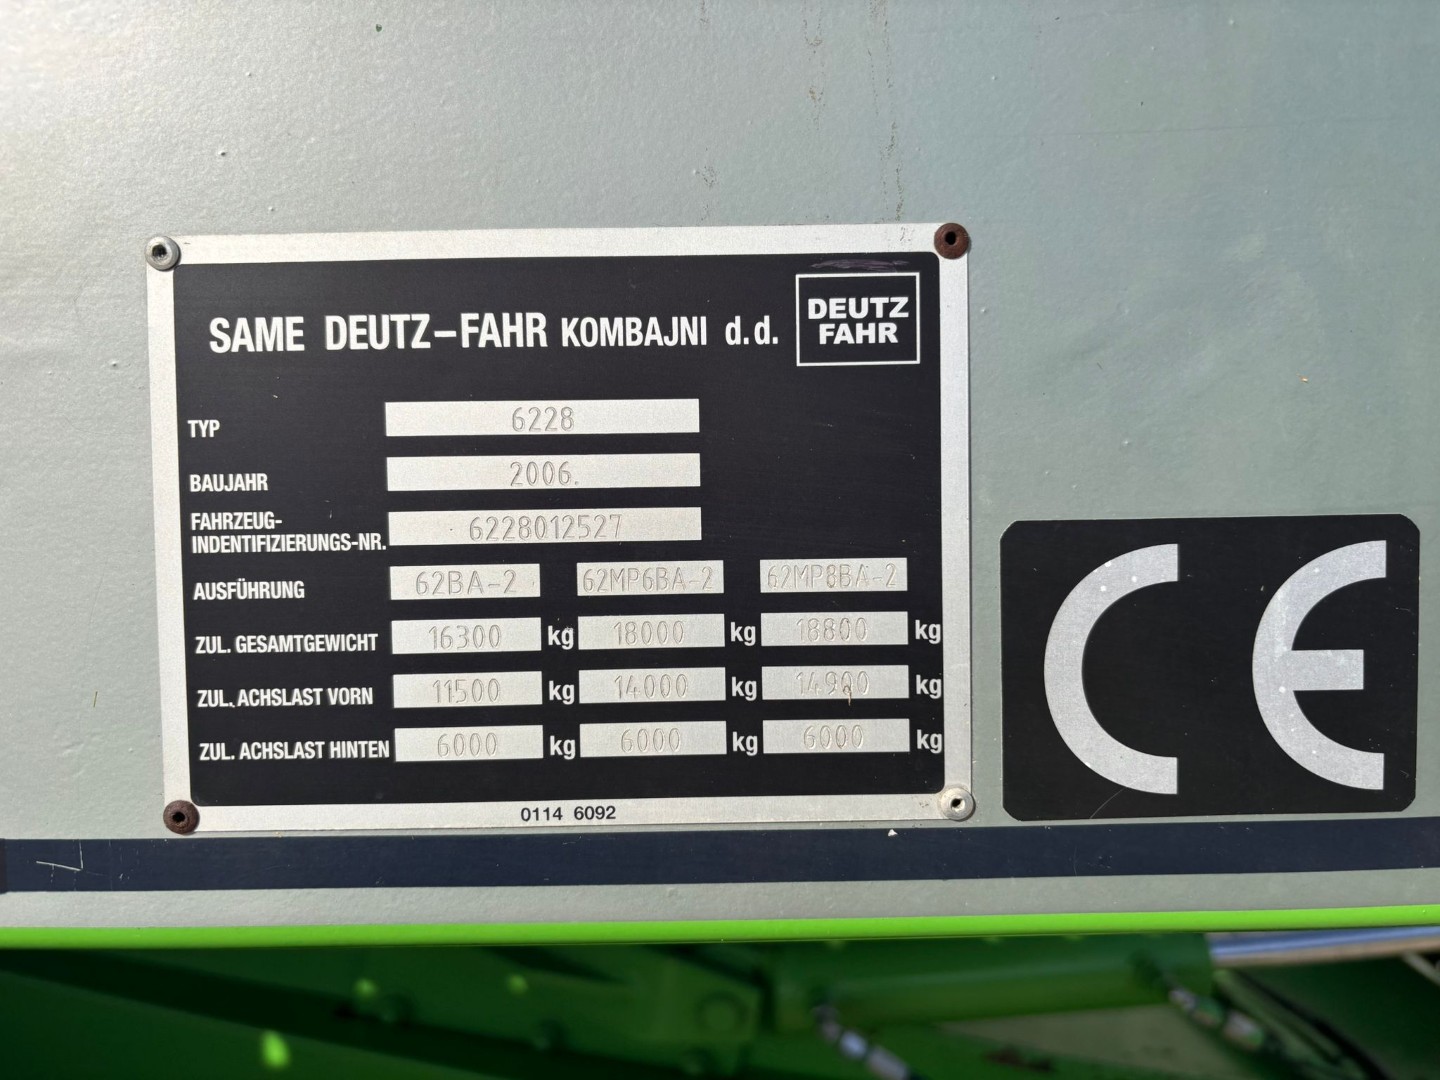 SAME DEUTZ-FAHR KOMBAJNI d.d.
DEUTZ
FAHR
TYP 6228
BAUJAHR 2006.
FAHRZEUG-
INDENTIFIZIERUNGS-NR. 6228012527
AUSFÜHRUNG 62BA-2 62MP6BA-2 62MP8BA-2
ZUL. GESAMTGEWICHT 16300 kg 18000 kg 18800 kg
ZUL. ACHSLAST VORN 11500 kg 14000 kg 14900 kg
ZUL. ACHSLAST HINTEN 6000 kg 6000 kg 6000 kg
0114 6092
CE